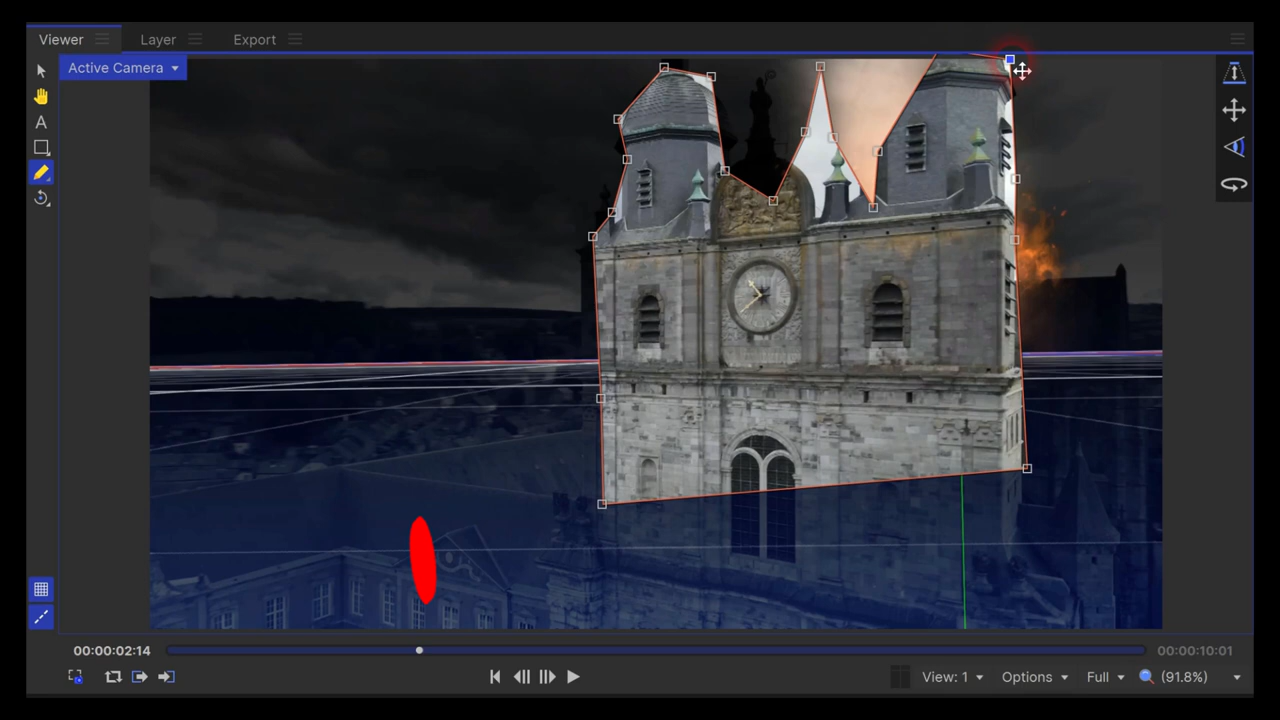 Viewer
Layer
Export
Active Camera
A
00:00:02:14
00:00:10:01
View: 1
Options
Full
(91.8%)